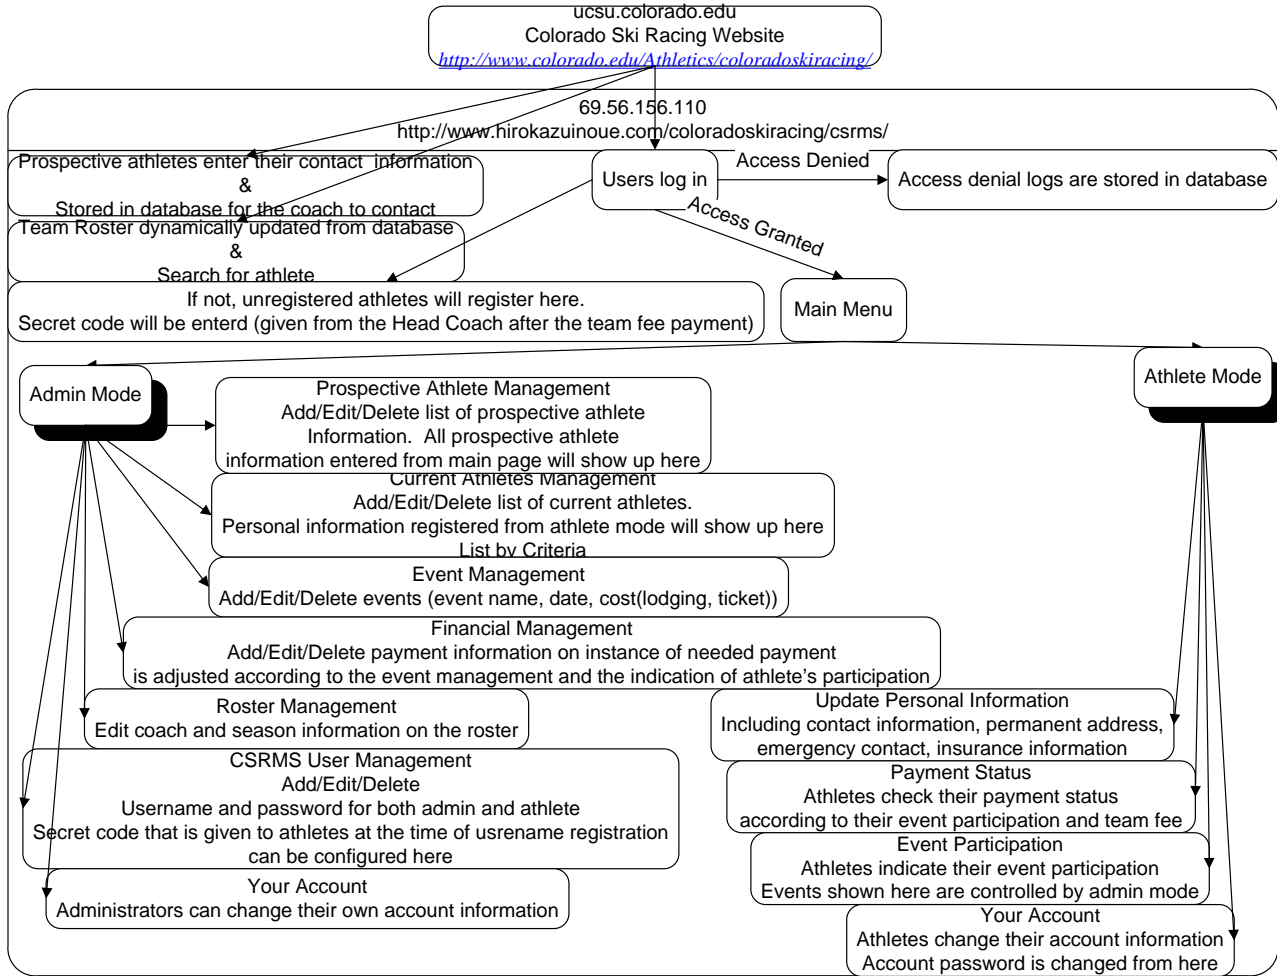 ucsu.colorado.edu
Colorado Ski Racing Website
http://www.colorado.edu/Athletics/coloradoskiracing/
69.56.156.110
http://www.hirokazuinoue.com/coloradoskiracing/csrms/
Prospective athletes enter their contact  information
&
Stored in database for the coach to contact
Users log in
Access Denied
Access denial logs are stored in database
Access Granted
Team Roster dynamically updated from database
&
Search for athlete
If not, unregistered athletes will register here.
Secret code will be enterd (given from the Head Coach after the team fee payment)
Main Menu
Admin Mode
Athlete Mode
Prospective Athlete Management
Add/Edit/Delete list of prospective athlete
Information.  All prospective athlete
information entered from main page will show up here
Current Athletes Management
Add/Edit/Delete list of current athletes.
Personal information registered from athlete mode will show up here
List by Criteria
Event Management
Add/Edit/Delete events (event name, date, cost(lodging, ticket))
Financial Management
Add/Edit/Delete payment information on instance of needed payment
is adjusted according to the event management and the indication of athlete's participation
Roster Management
Edit coach and season information on the roster
CSRMS User Management
Add/Edit/Delete
Username and password for both admin and athlete
Secret code that is given to athletes at the time of usrename registration
can be configured here
Your Account
Administrators can change their own account information
Update Personal Information
Including contact information, permanent address,
emergency contact, insurance information
Payment Status
Athletes check their payment status
according to their event participation and team fee
Event Participation
Athletes indicate their event participation
Events shown here are controlled by admin mode
Your Account
Athletes change their account information
Account password is changed from here